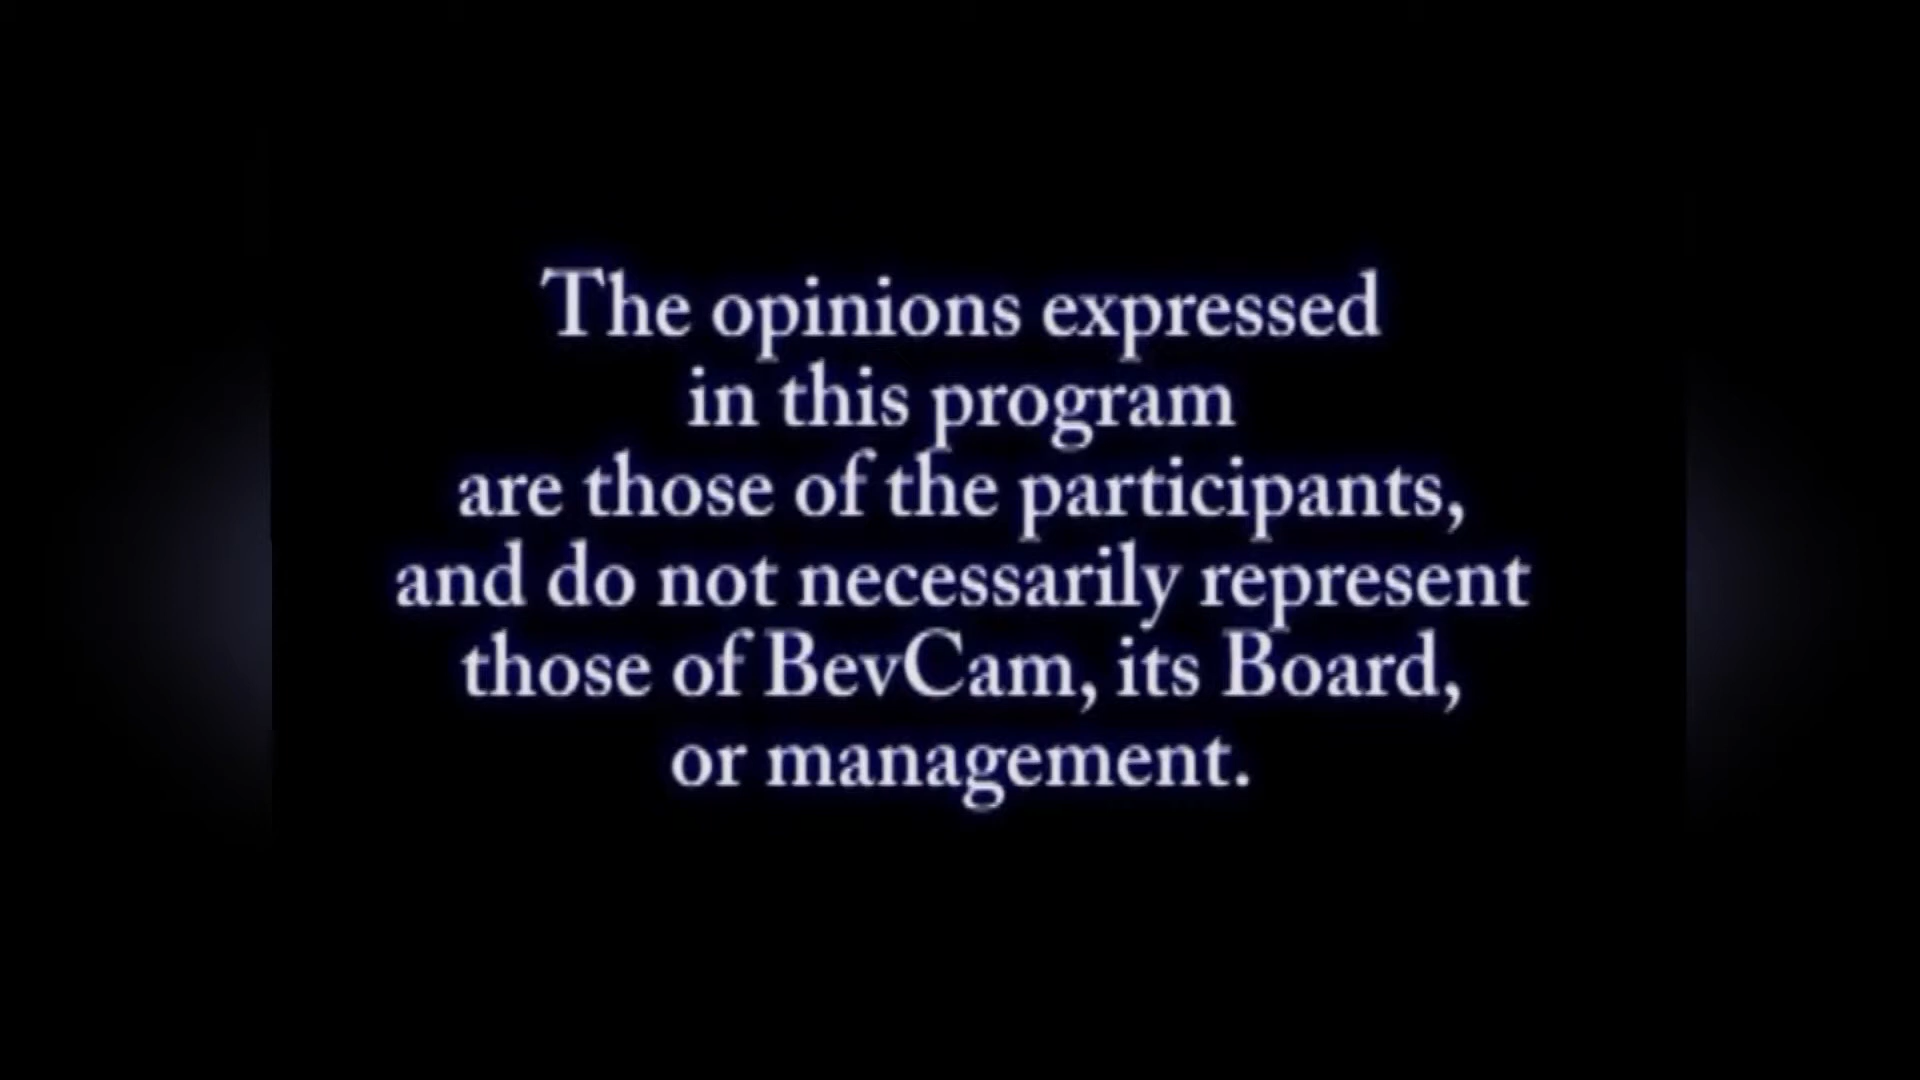 The opinions expressed
in this program
are those of the participants,
and do not necessarily represent
those of BevCam, its Board,
or management.